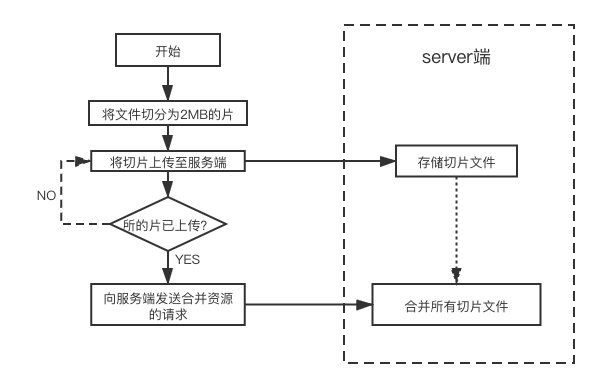 开始
server端
将文件切分为2MB的片
将切片上传至服务端
存储切片文件
NO
所的片已上传?
YES
向服务端发送合并资源
的请求
合并所有切片文件